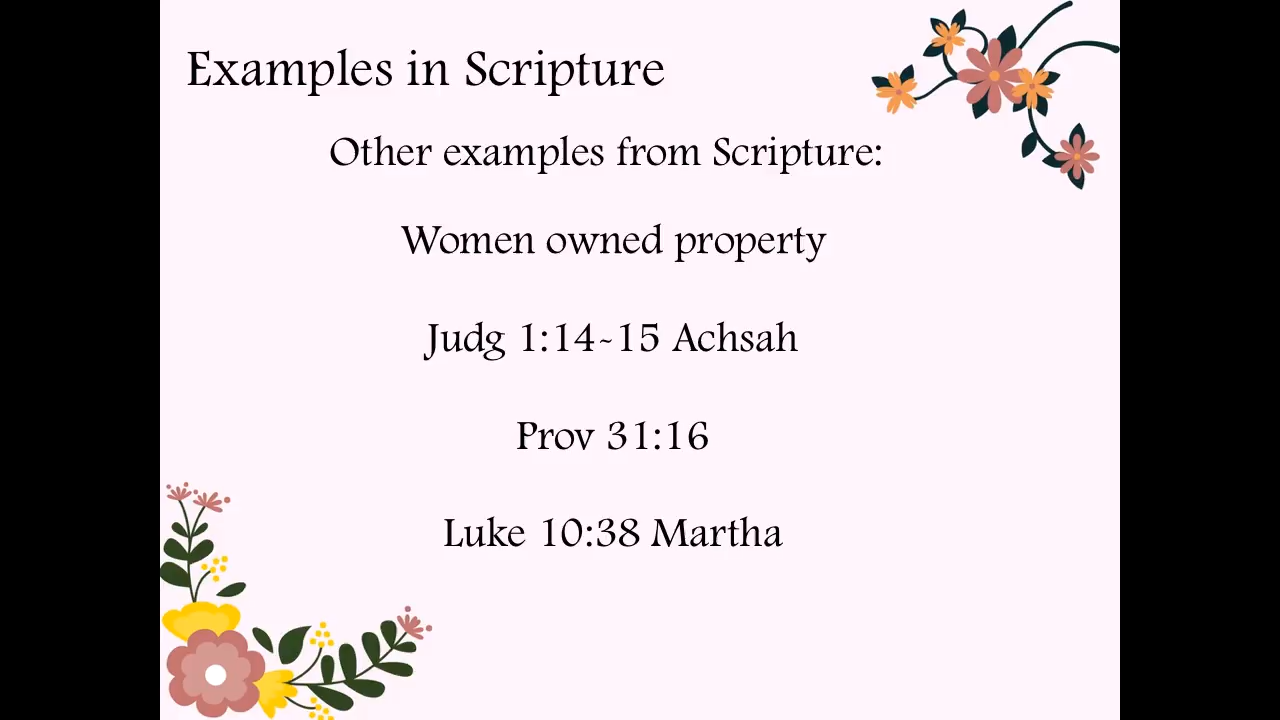 Examples in Scripture
Other examples from Scripture:
Women owned property
Judg 1:14-15 Achsah
Prov 31:16
Luke 10:38 Martha